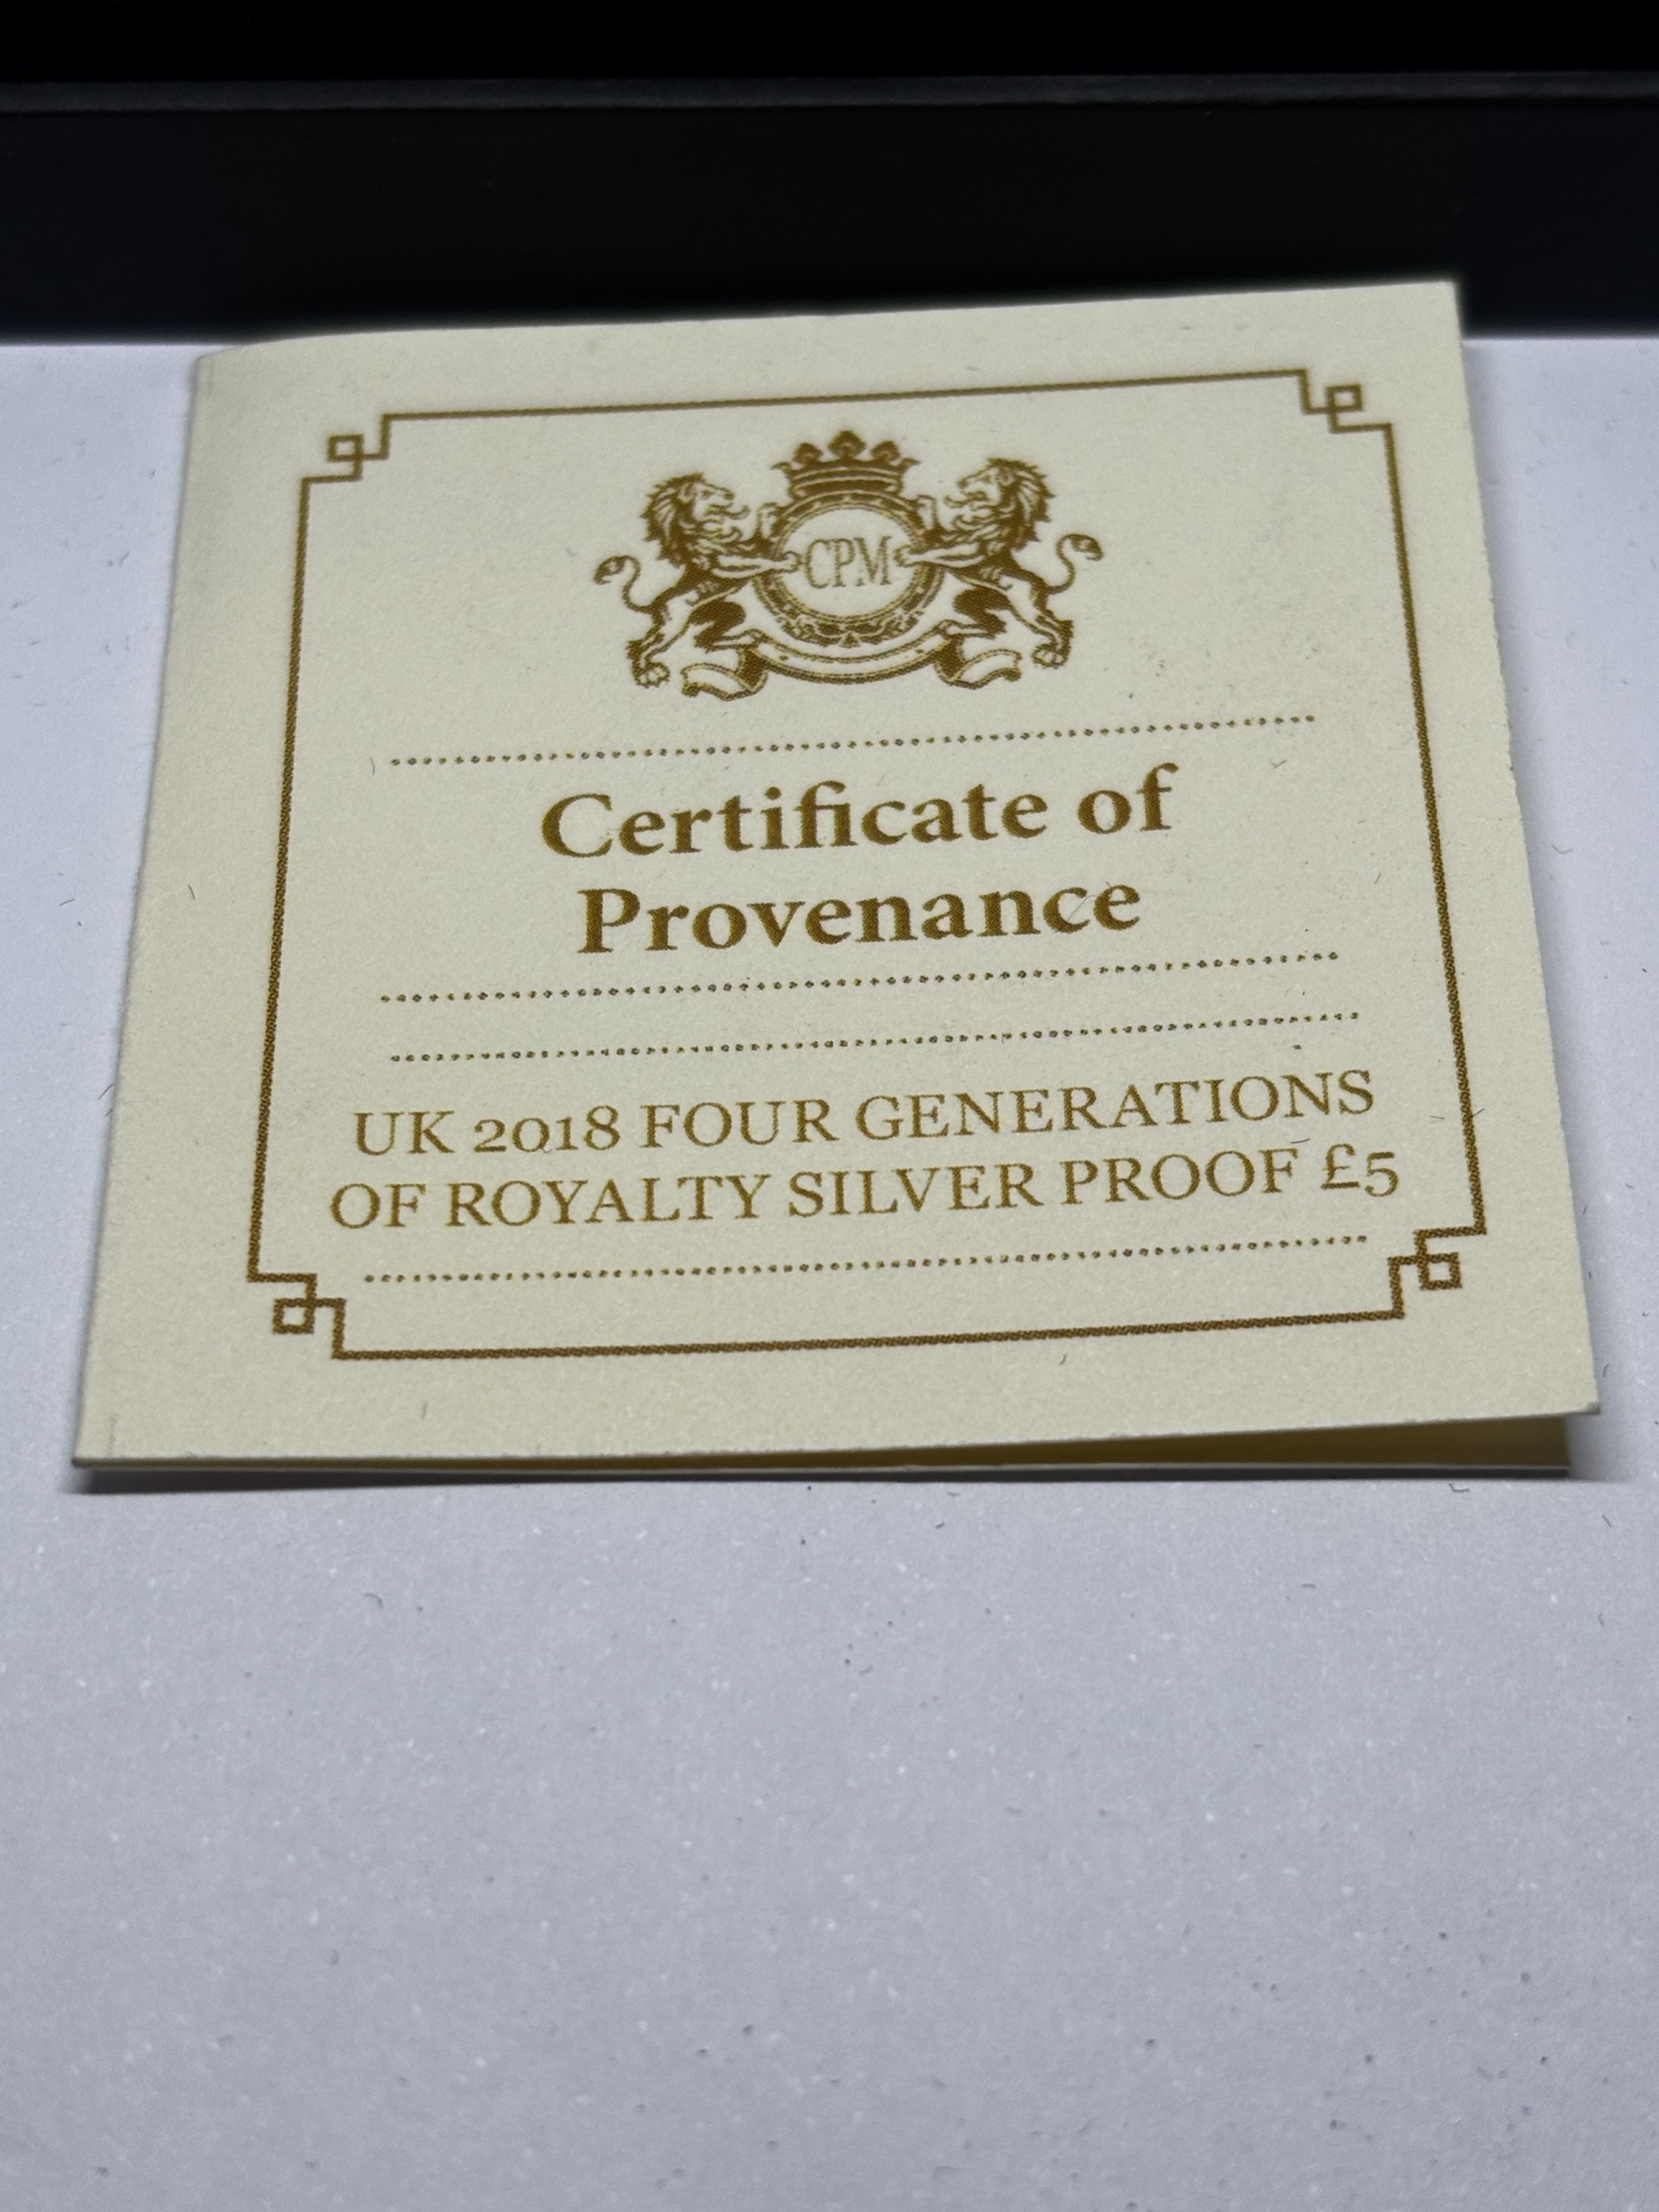 CPM
Certificate of
Provenance
UK 2018 FOUR GENERATIONS
OF ROYALTY SILVER PROOF £5